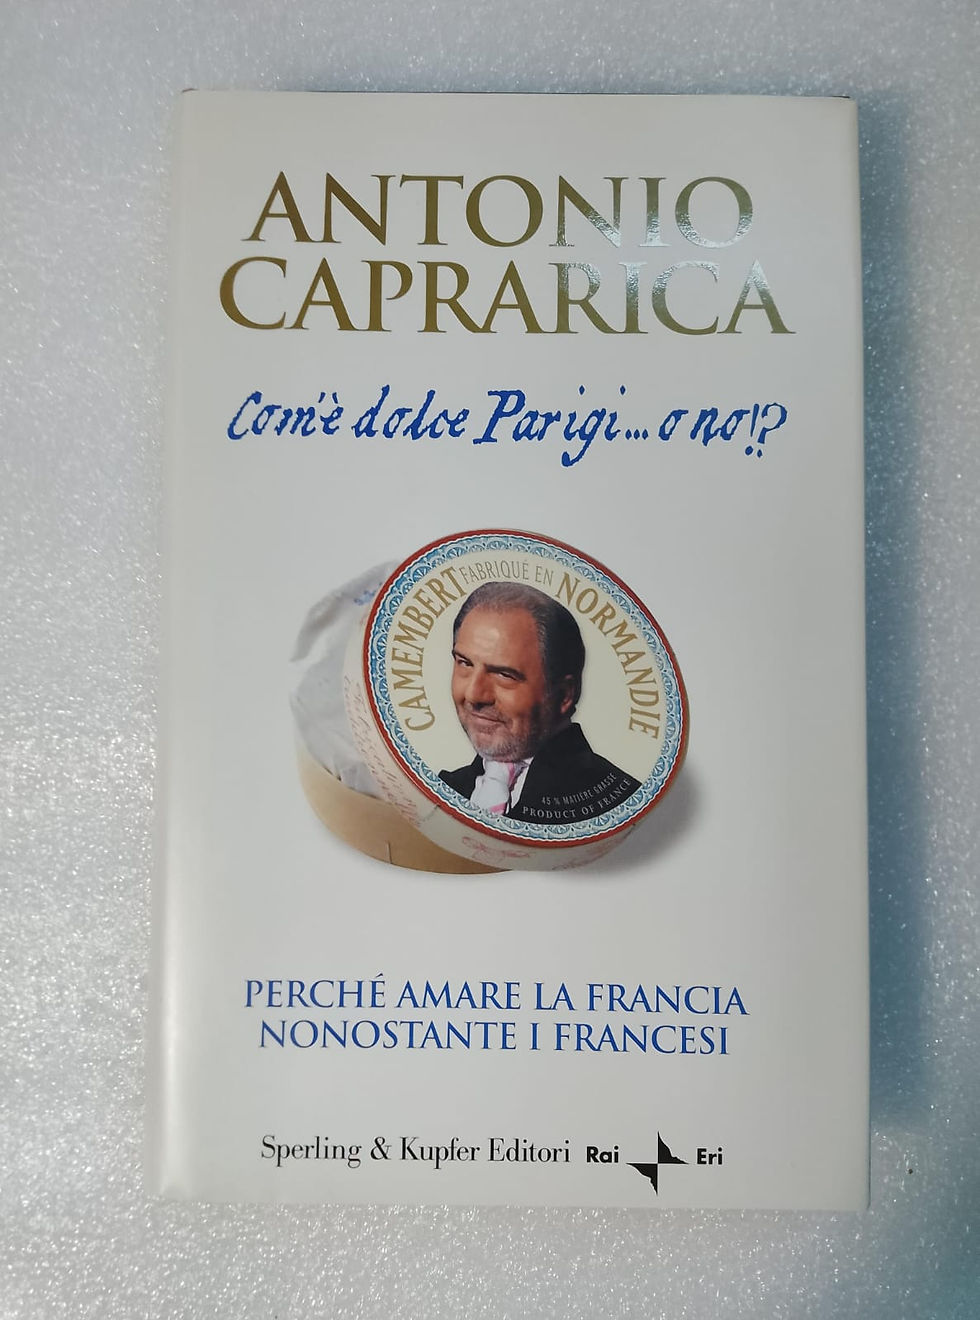 ANTONIO
CAPRARICA
Com'è dolce Parigi... o no!?
CAMEMBERT FABRIQUÉ EN NORMANDIE
45 % MATIÈRE GRASSE
PRODUCT OF FRANCE
PERCHÉ AMARE LA FRANCIA
NONOSTANTE I FRANCESI
Sperling & Kupfer Editori Rai Eri